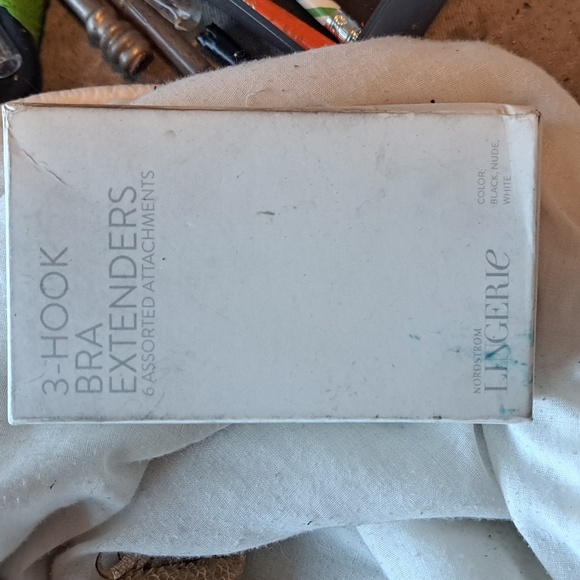 3-HOOK
BRA
EXTENDERS
6 ASSORTED ATTACHMENTS
NORDSTROM
LINGERIE
COLOR:
BLACK, NUDE,
WHITE